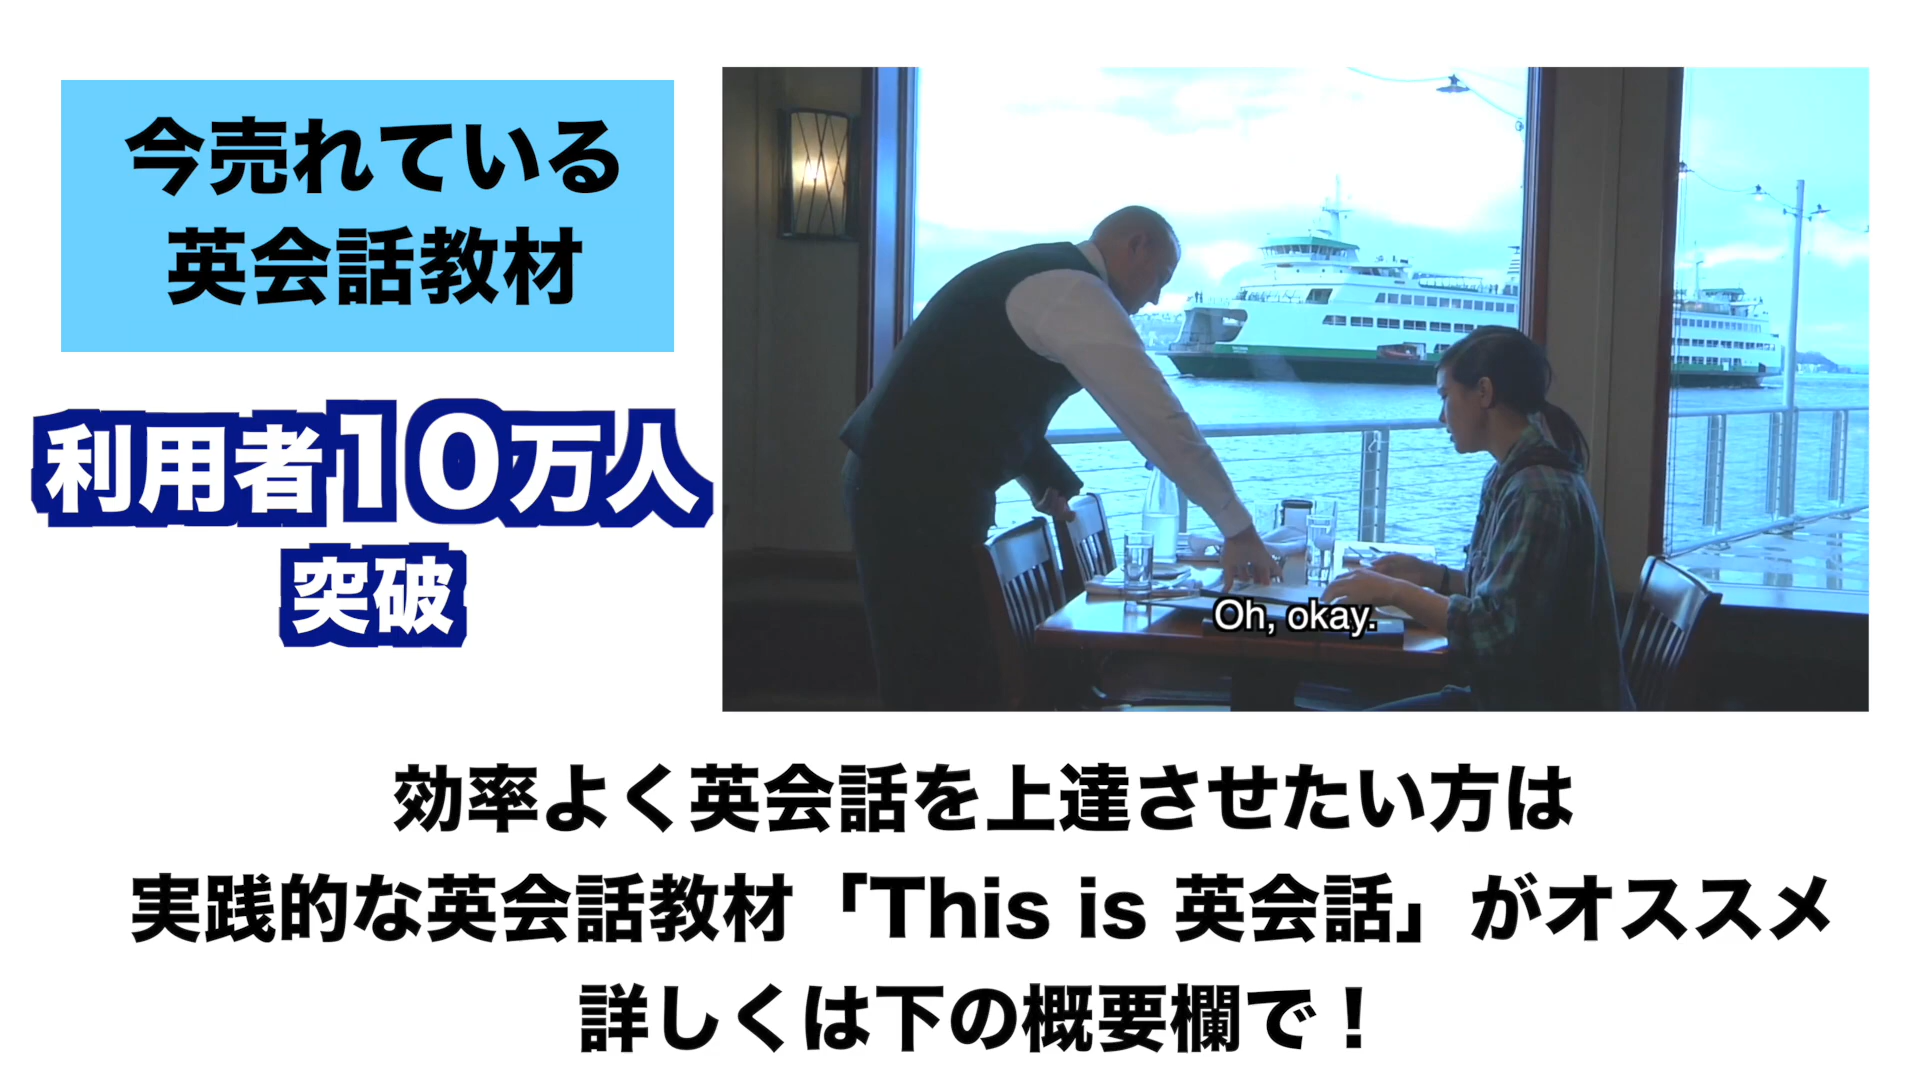 今売れている
英会話教材
利用者10万人
突破
Oh, okay.
効率よく英会話を上達させたい方は
実践的な英会話教材「This is 英会話」がオススメ
詳しくは下の概要欄で！